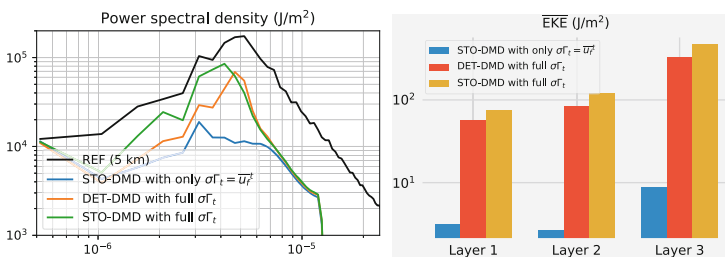 Power spectral density (J/m²)
10⁵
10⁴
10³
REF (5 km)
STO-DMD with only σΓₜ = \overline{u_f}^t
DET-DMD with full σΓₜ
STO-DMD with full σΓₜ
10⁻⁶
10⁻⁵
\overline{EKE} (J/m²)
STO-DMD with only σΓₜ = \overline{u_f}^t
DET-DMD with full σΓₜ
STO-DMD with full σΓₜ
10²
10¹
Layer 1
Layer 2
Layer 3